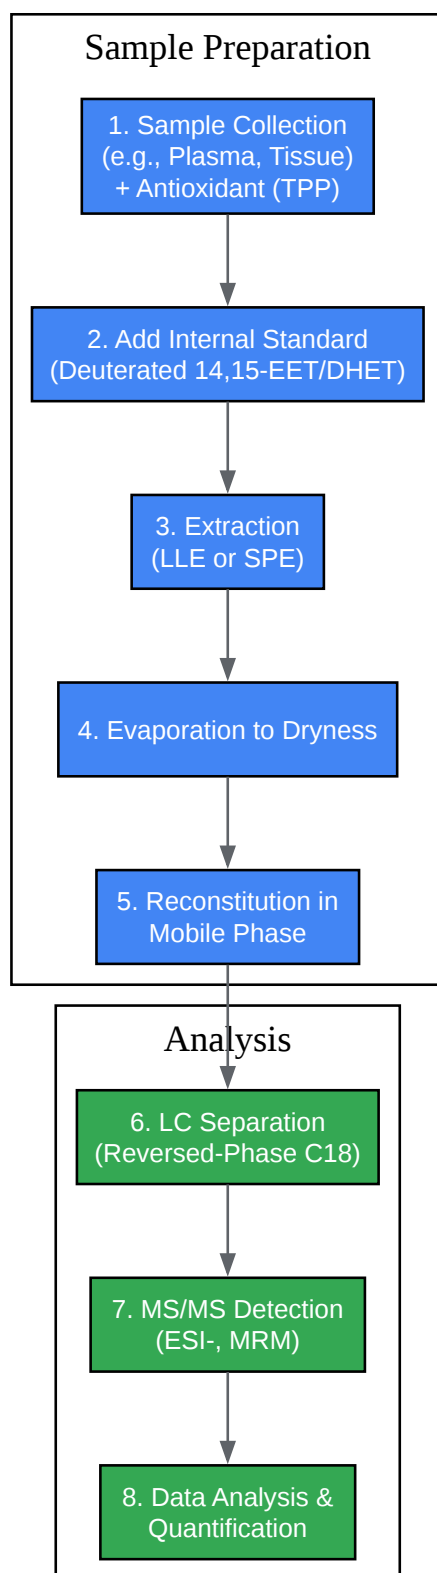 Sample Preparation
1. Sample Collection
(e.g., Plasma, Tissue)
+ Antioxidant (TPP)
2. Add Internal Standard
(Deuterated 14,15-EET/DHET)
3. Extraction
(LLE or SPE)
4. Evaporation to Dryness
5. Reconstitution in
Mobile Phase
Analysis
6. LC Separation
(Reversed-Phase C18)
7. MS/MS Detection
(ESI-, MRM)
8. Data Analysis &
Quantification